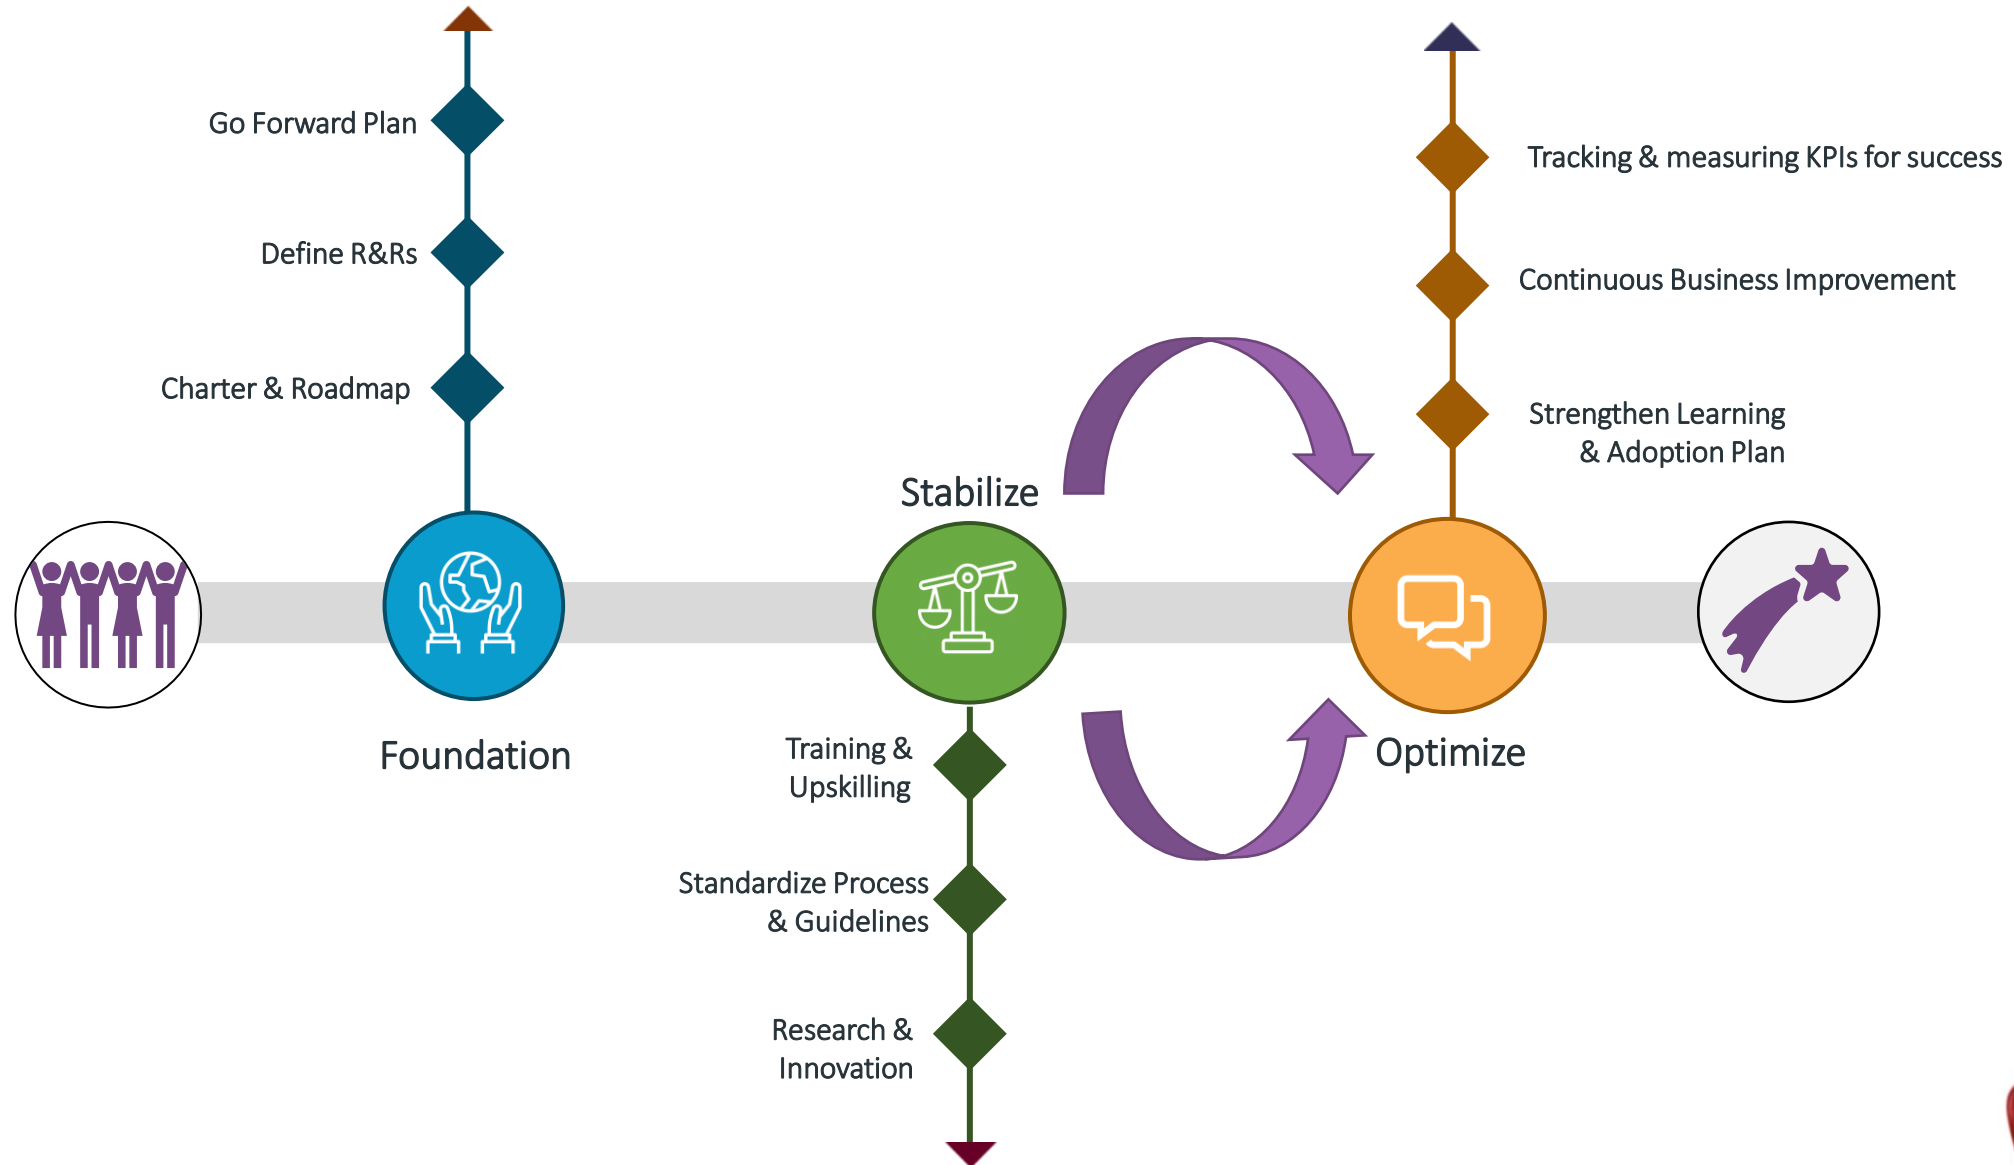 Go Forward Plan
Define R&Rs
Charter & Roadmap
Foundation
Stabilize
Training &
Upskilling
Standardize Process
& Guidelines
Research &
Innovation
Tracking & measuring KPIs for success
Continuous Business Improvement
Strengthen Learning
& Adoption Plan
Optimize